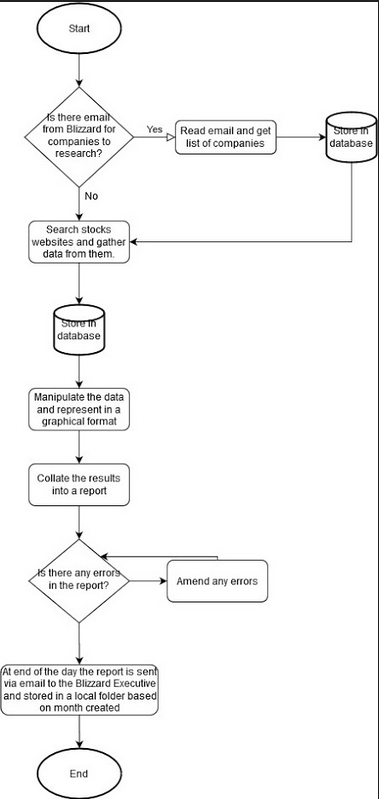 Start
Is there email
from Blizzard for
companies to
research?
Yes
Read email and get
list of companies
Store in
database
No
Search stocks
websites and gather
data from them.
Store in
database
Manipulate the data
and represent in a
graphical format
Collate the results
into a report
Is there any errors
in the report?
Amend any errors
At end of the day the report is sent
via email to the Blizzard Executive
and stored in a local folder based
on month created
End